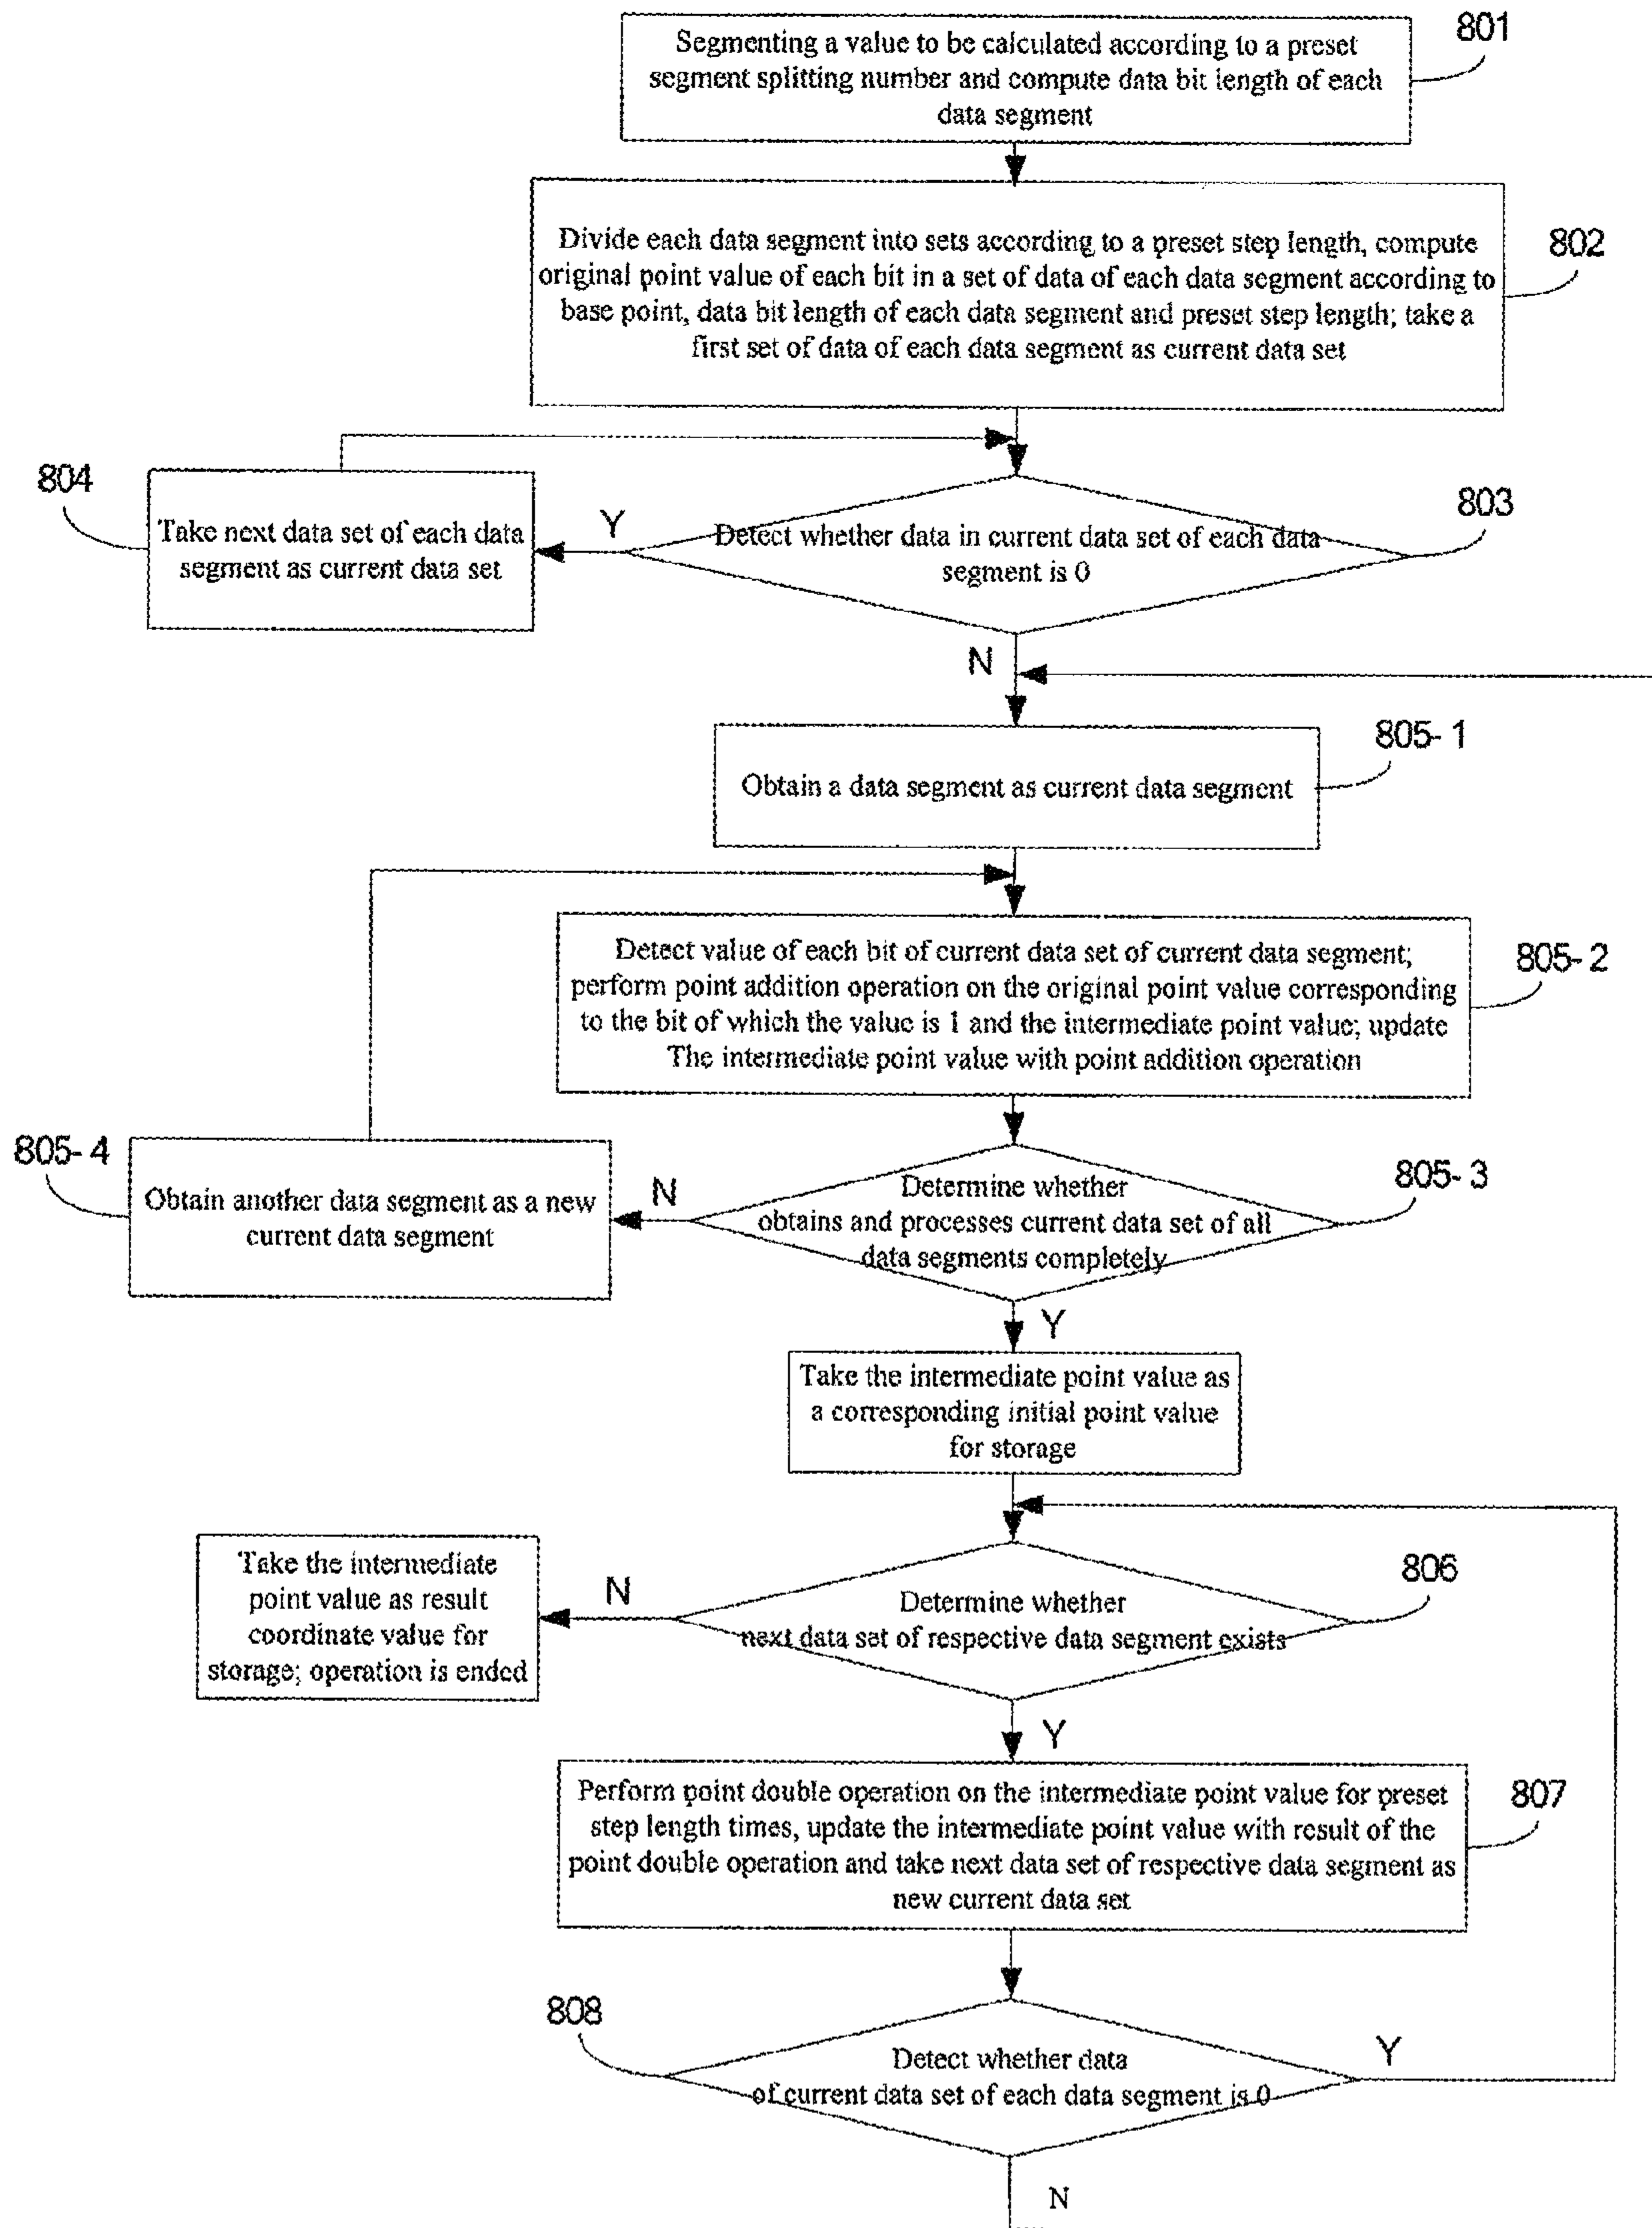 801
Segmenting a value to be calculated according to a preset
segment splitting number and compute data bit length of each
data segment
802
Divide each data segment into sets according to a preset step length, compute
original point value of each bit in a set of data of each data segment according to
base point, data bit length of each data segment and preset step length; take a
first set of data of each data segment as current data set
804
Take next data set of each data
segment as current data set
Y
803
Detect whether data in current data set of each data
segment is 0
N
805-1
Obtain a data segment as current data segment
805-2
Detect value of each bit of current data set of current data segment;
perform point addition operation on the original point value corresponding
to the bit of which the value is 1 and the intermediate point value; update
The intermediate point value with point addition operation
805-4
Obtain another data segment as a new
current data segment
N
805-3
Determine whether
obtains and processes current data set of all
data segments completely
Y
Take the intermediate point value as
a corresponding initial point value
for storage
Take the intermediate
point value as result
coordinate value for
storage; operation is ended
N
806
Determine whether
next data set of respective data segment exists
Y
807
Perform point double operation on the intermediate point value for preset
step length times, update the intermediate point value with result of the
point double operation and take next data set of respective data segment as
new current data set
808
Detect whether data
of current data set of each data segment is 0
Y
N